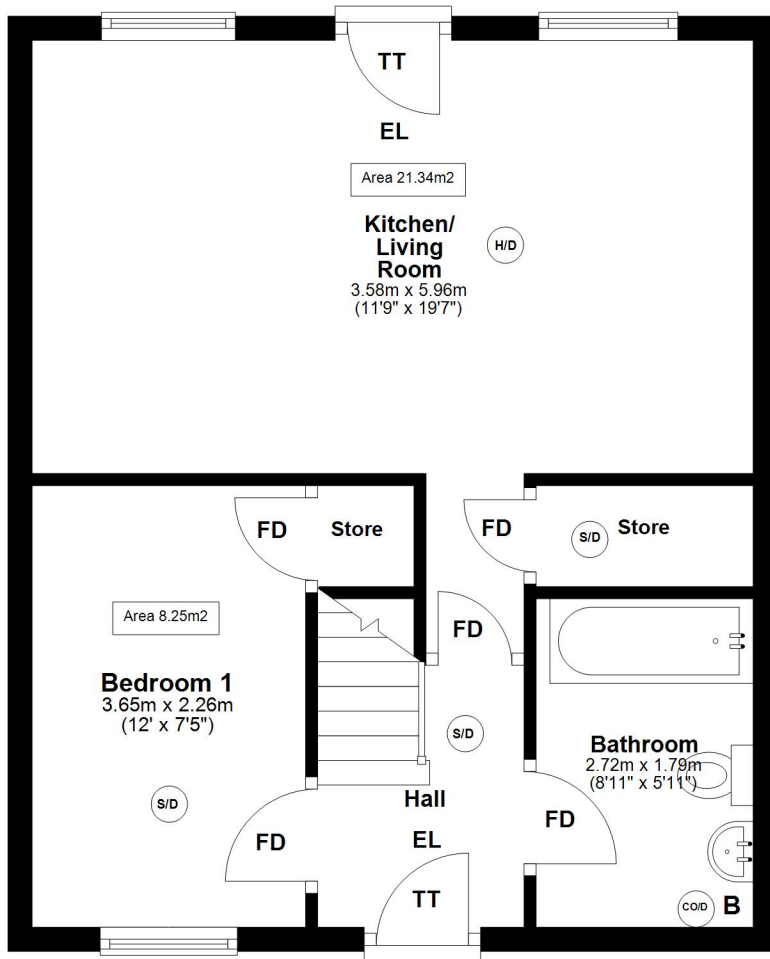 TT
EL
Area 21.34m2
Kitchen/
Living
Room
3.58m x 5.96m
(11'9" x 19'7")
H/D
FD
Store
FD
S/D
Store
Area 8.25m2
FD
Bedroom 1
3.65m x 2.26m
(12' x 7'5")
S/D
Bathroom
2.72m x 1.79m
(8'11" x 5'11")
S/D
Hall
FD
EL
FD
TT
CO/D
B